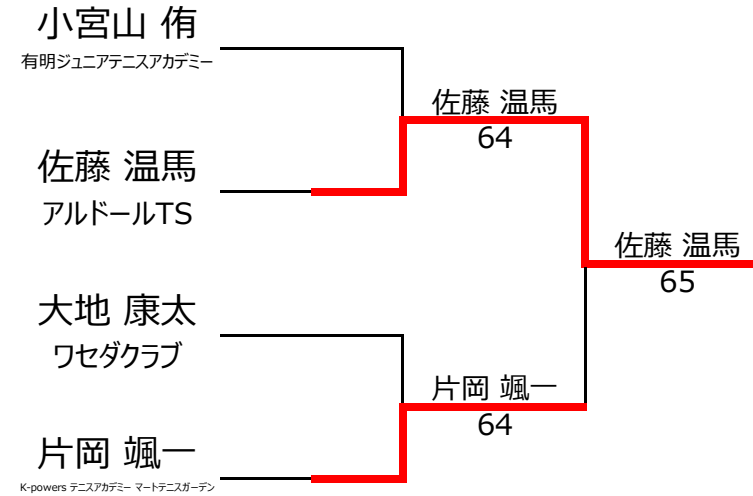 小宮山 侑
有明ジュニアテニスアカデミー
佐藤 温馬
64
佐藤 温馬
アルドールTS
佐藤 温馬
65
大地 康太
ワセダクラブ
片岡 颯一
64
片岡 颯一
K-powers テニスアカデミー マートテニスガーデン